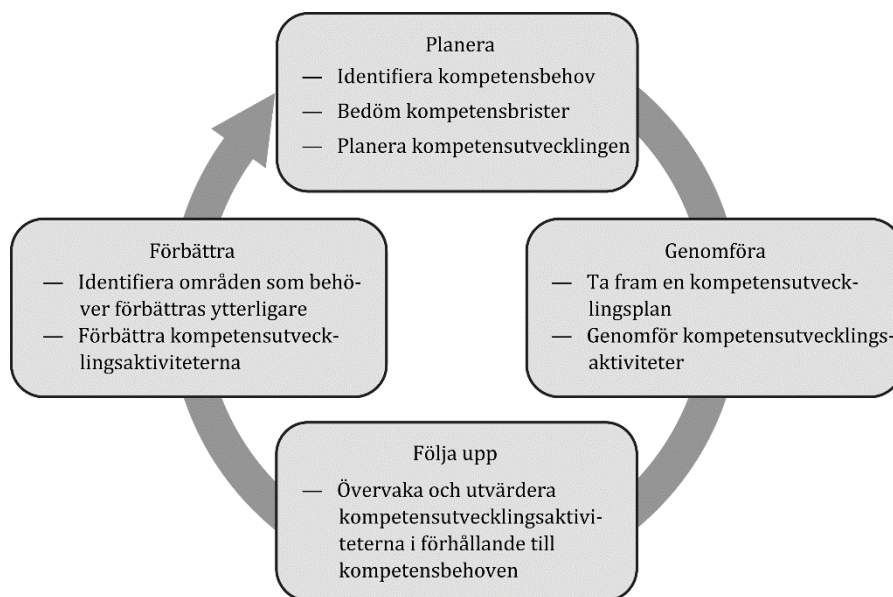 Planera
— Identifiera kompetensbehov
— Bedöm kompetensbrister
— Planera kompetensutvecklingen
Genomföra
— Ta fram en kompetensutveck-
lingsplan
— Genomför kompetensutvecklings-
aktiviteter
Följa upp
— Övervaka och utvärdera
kompetensutvecklingsaktivi-
teterna i förhållande till
kompetensbehoven
Förbättra
— Identifiera områden som behö-
ver förbättras ytterligare
— Förbättra kompetensutveck-
lingsaktiviteterna